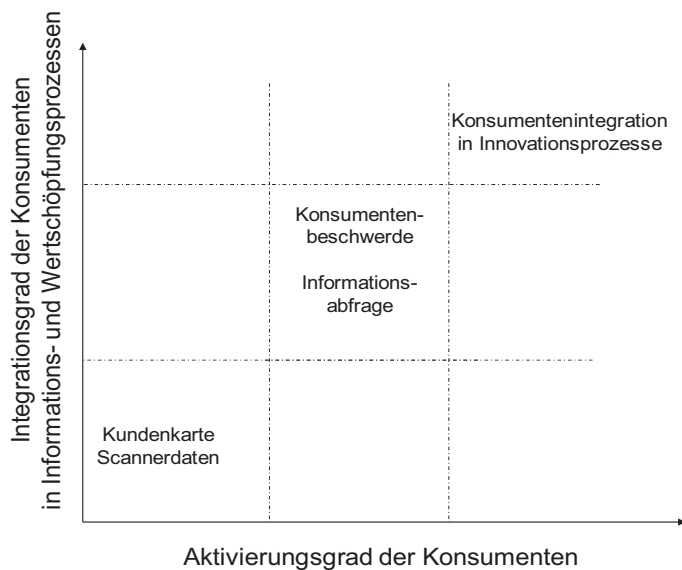 Integrationsgrad der Konsumenten
in Informations- und Wertschöpfungsprozessen
Konsumentenintegration
in Innovationsprozesse
Konsumenten-
beschwerde
Informations-
abfrage
Kundenkarte
Scannerdaten
Aktivierungsgrad der Konsumenten